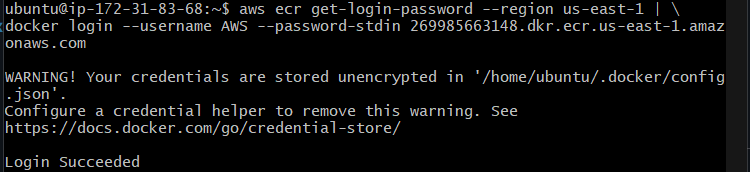 ubuntu@ip-172-31-83-68:~$ aws ecr get-login-password --region us-east-1 | \
docker login --username AWS --password-stdin 269985663148.dkr.ecr.us-east-1.amaz
onaws.com

WARNING! Your credentials are stored unencrypted in '/home/ubuntu/.docker/config
.json'.
Configure a credential helper to remove this warning. See
https://docs.docker.com/go/credential-store/

Login Succeeded